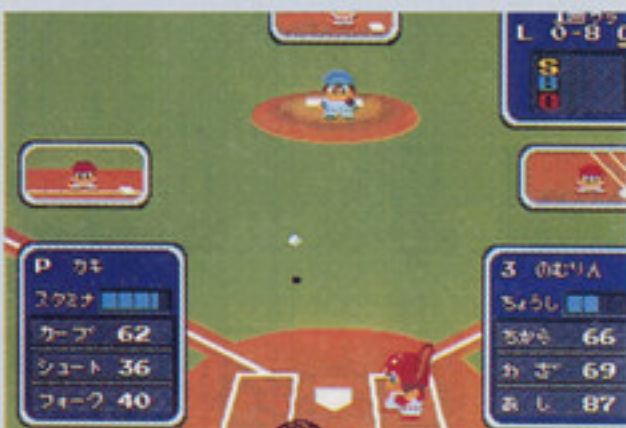 L 0-8
S
B
O
P カキ
スタミナ
カーブ 62
シュート 36
フォーク 40
3 のむりん
ちょうし
ちから 66
わざ 69
あし 87